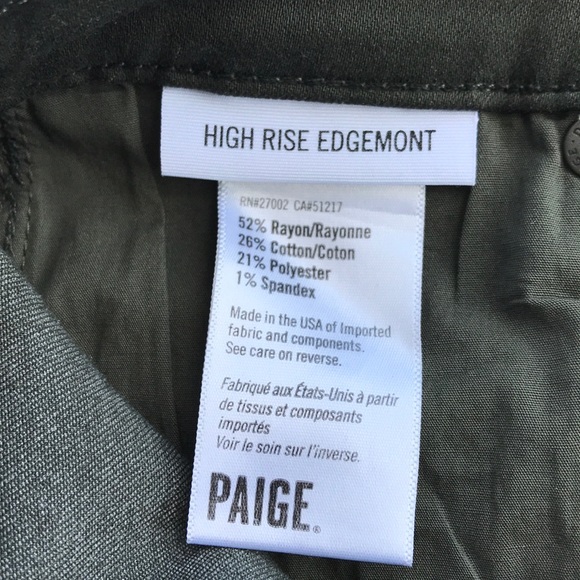 HIGH RISE EDGEMONT
RN#27002 CA#51217
52% Rayon/Rayonne
26% Cotton/Coton
21% Polyester
1% Spandex
Made in the USA of Imported
fabric and components.
See care on reverse.
Fabriqué aux États-Unis à partir
de tissus et composants
importés
Voir le soin sur l'inverse.
PAIGE®